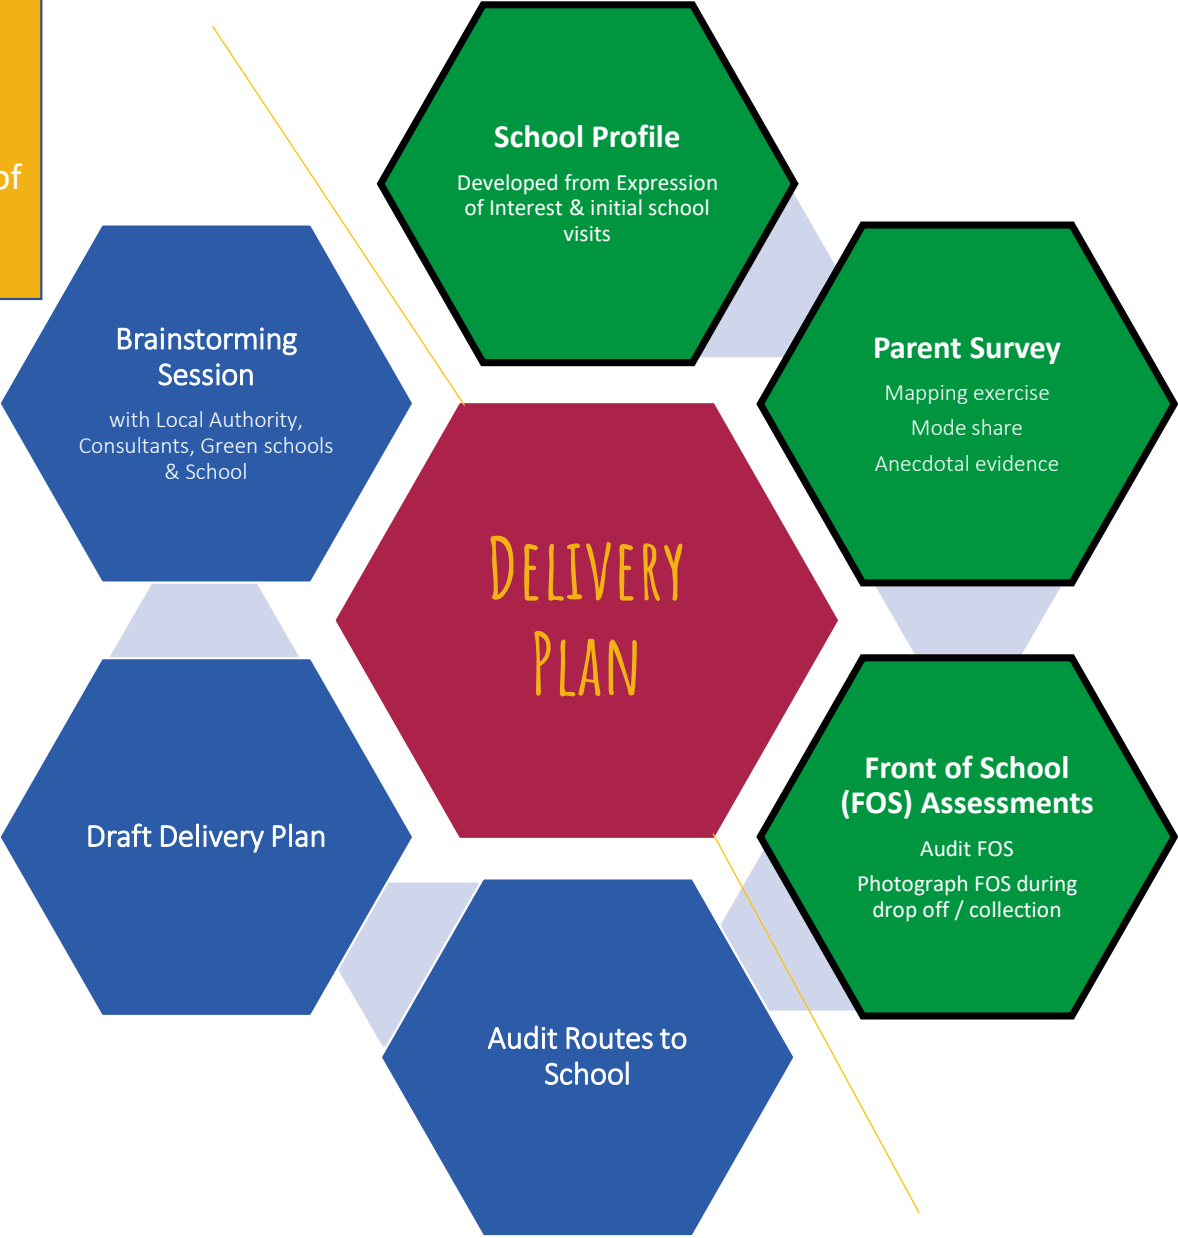 of
School Profile
Developed from Expression
of Interest & initial school
visits
Parent Survey
Mapping exercise
Mode share
Anecdotal evidence
Front of School
(FOS) Assessments
Audit FOS
Photograph FOS during
drop off / collection
Audit Routes to
School
Draft Delivery Plan
Brainstorming
Session
with Local Authority,
Consultants, Green schools
& School
Delivery
Plan